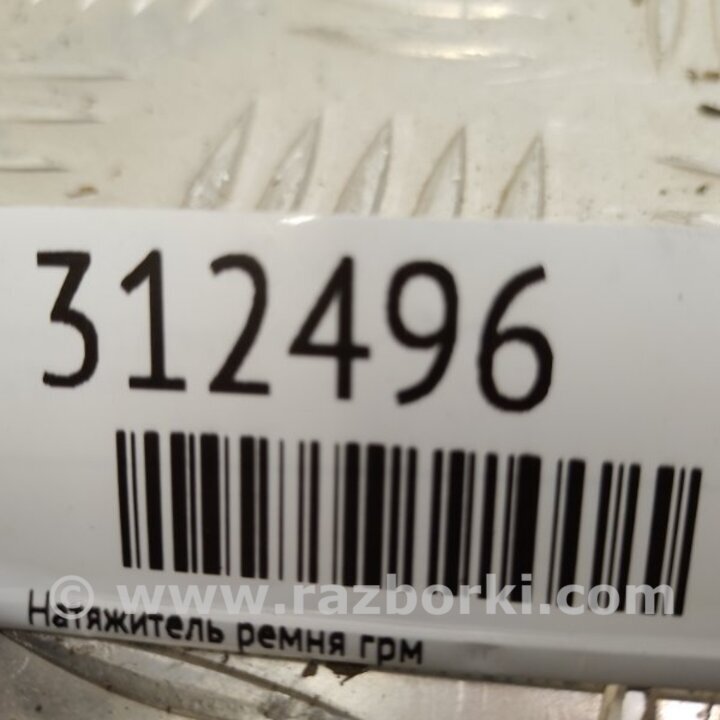 312496
© www.razborki.com
Натяжитель ремня грм